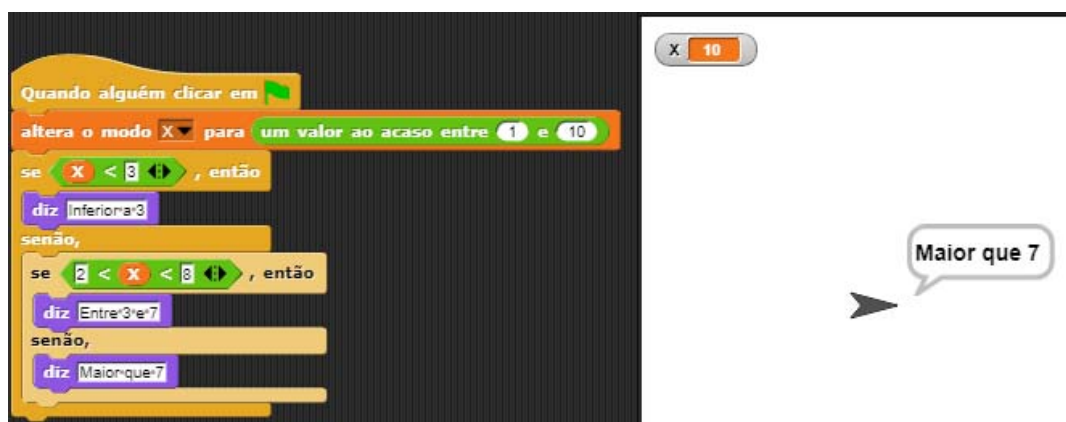 Quando alguém clicar em
altera o modo X para um valor ao acaso entre 1 e 10
se X < 3 , então
diz Inferior a 3
senão,
se 2 < X < 8 , então
diz Entre 3 e 7
senão,
diz Maior que 7
X 10
Maior que 7